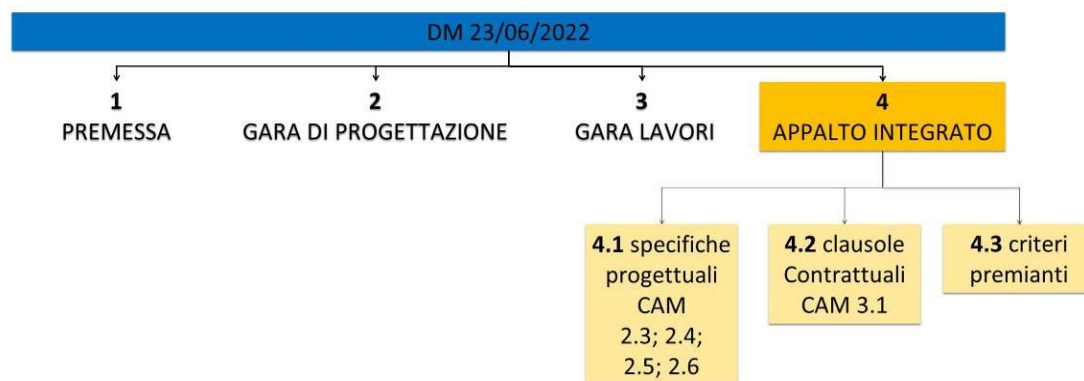 DM 23/06/2022
1
PREMESSA
2
GARA DI PROGETTAZIONE
3
GARA LAVORI
4
APPALTO INTEGRATO
4.1 specifiche
progettuali
CAM
2.3; 2.4;
2.5; 2.6
4.2 clausole
Contrattuali
CAM 3.1
4.3 criteri
premianti